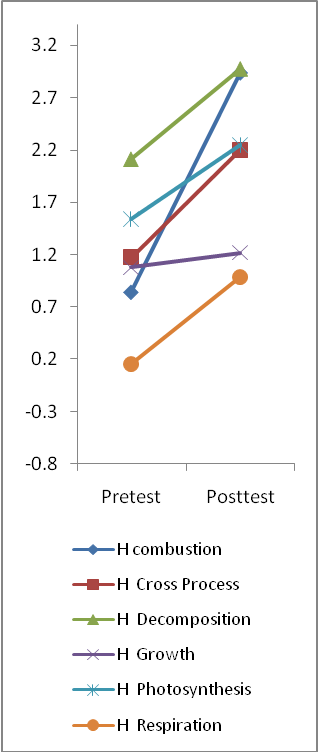 3.2
2.7
2.2
1.7
1.2
0.7
0.2
-0.3
-0.8
Pretest Posttest
H combustion
H Cross Process
H Decomposition
H Growth
H Photosynthesis
H Respiration